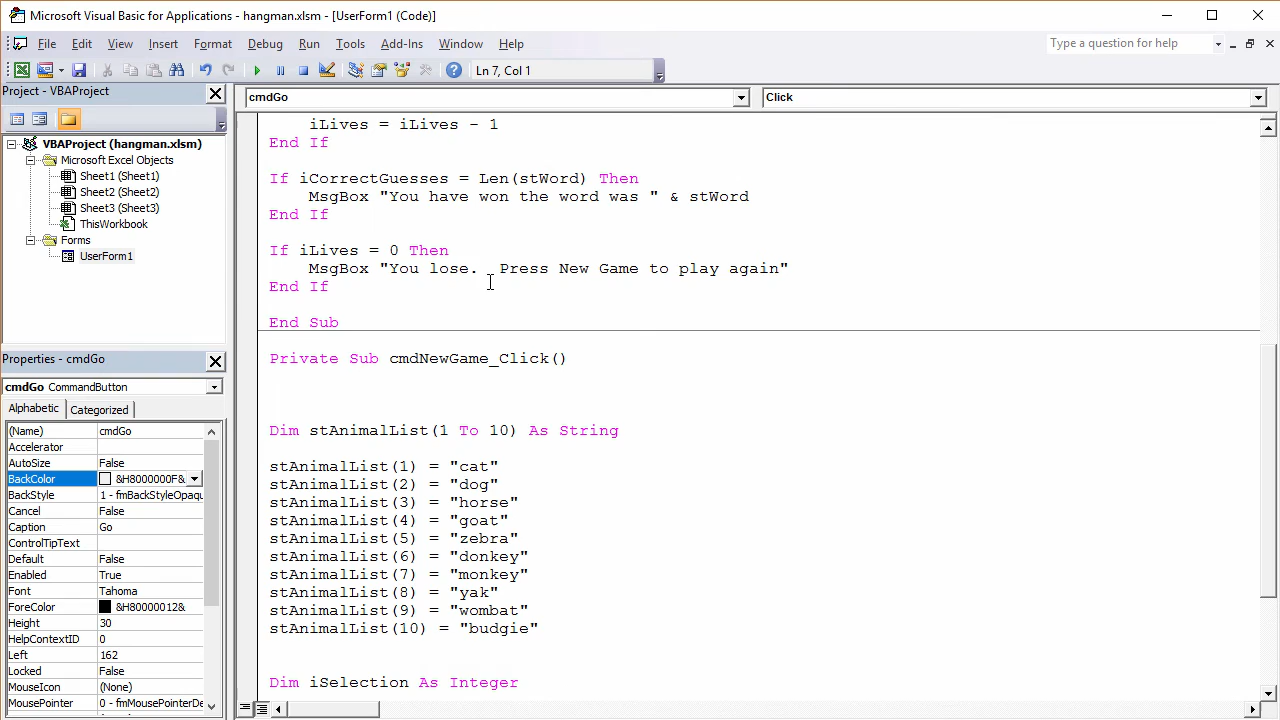 Microsoft Visual Basic for Applications - hangman.xlsm - [UserForm1 (Code)]
File Edit View Insert Format Debug Run Tools Add-Ins Window Help
Type a question for help
Ln 7, Col 1
Project - VBAProject
VBAProject (hangman.xlsm)
Microsoft Excel Objects
Sheet1 (Sheet1)
Sheet2 (Sheet2)
Sheet3 (Sheet3)
ThisWorkbook
Forms
UserForm1
Properties - cmdGo
cmdGo CommandButton
Alphabetic Categorized
(Name) cmdGo
Accelerator
AutoSize False
BackColor &H8000000F&
BackStyle 1 - fmBackStyleOpaqu
Cancel False
Caption Go
ControlTipText
Default False
Enabled True
Font Tahoma
ForeColor &H80000012&
Height 30
HelpContextID 0
Left 162
Locked False
MouseIcon (None)
MousePointer 0 - fmMousePointerDe
cmdGo Click
iLives = iLives - 1
End If
If iCorrectGuesses = Len(stWord) Then
MsgBox "You have won the word was " & stWord
End If
If iLives = 0 Then
MsgBox "You lose.  Press New Game to play again"
End If
End Sub
Private Sub cmdNewGame_Click()
Dim stAnimalList(1 To 10) As String
stAnimalList(1) = "cat"
stAnimalList(2) = "dog"
stAnimalList(3) = "horse"
stAnimalList(4) = "goat"
stAnimalList(5) = "zebra"
stAnimalList(6) = "donkey"
stAnimalList(7) = "monkey"
stAnimalList(8) = "yak"
stAnimalList(9) = "wombat"
stAnimalList(10) = "budgie"
Dim iSelection As Integer